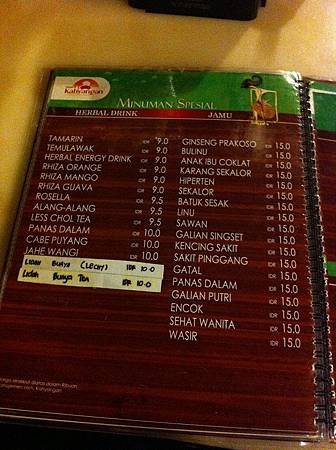 Kahyangan
MINUMAN SPESIAL
HERBAL DRINK
TAMARIN IDR 9.0
TEMULAWAK IDR 9.0
HERBAL ENERGY DRINK IDR 9.0
RHIZA ORANGE IDR 9.0
RHIZA MANGO IDR 9.0
RHIZA GUAVA IDR 9.0
ROSELLA IDR 9.5
ALANG-ALANG IDR 9.5
LESS CHOL TEA IDR 9.5
PANAS DALAM IDR 10.0
CABE PUYANG IDR 10.0
JAHE WANGI IDR 10.0
LIDAH BUAYA (LECHY) IDR 10.0
LIDAH BUAYA TEA IDR 10.0
JAMU
GINSENG PRAKOSO IDR 15.0
BULINU IDR 15.0
ANAK IBU COKLAT IDR 15.0
KARANG SEKALOR IDR 15.0
HIPERTEN IDR 15.0
SEKALOR IDR 15.0
BATUK SESAK IDR 15.0
LINU IDR 15.0
SAWAN IDR 15.0
GALIAN SINGSET IDR 15.0
KENCING SAKIT IDR 15.0
SAKIT PINGGANG IDR 15.0
GATAL IDR 15.0
PANAS DALAM IDR 15.0
GALIAN PUTRI IDR 15.0
ENCOK IDR 15.0
SEHAT WANITA IDR 15.0
WASIR IDR 15.0
dalam Ribuan
Kahyangan